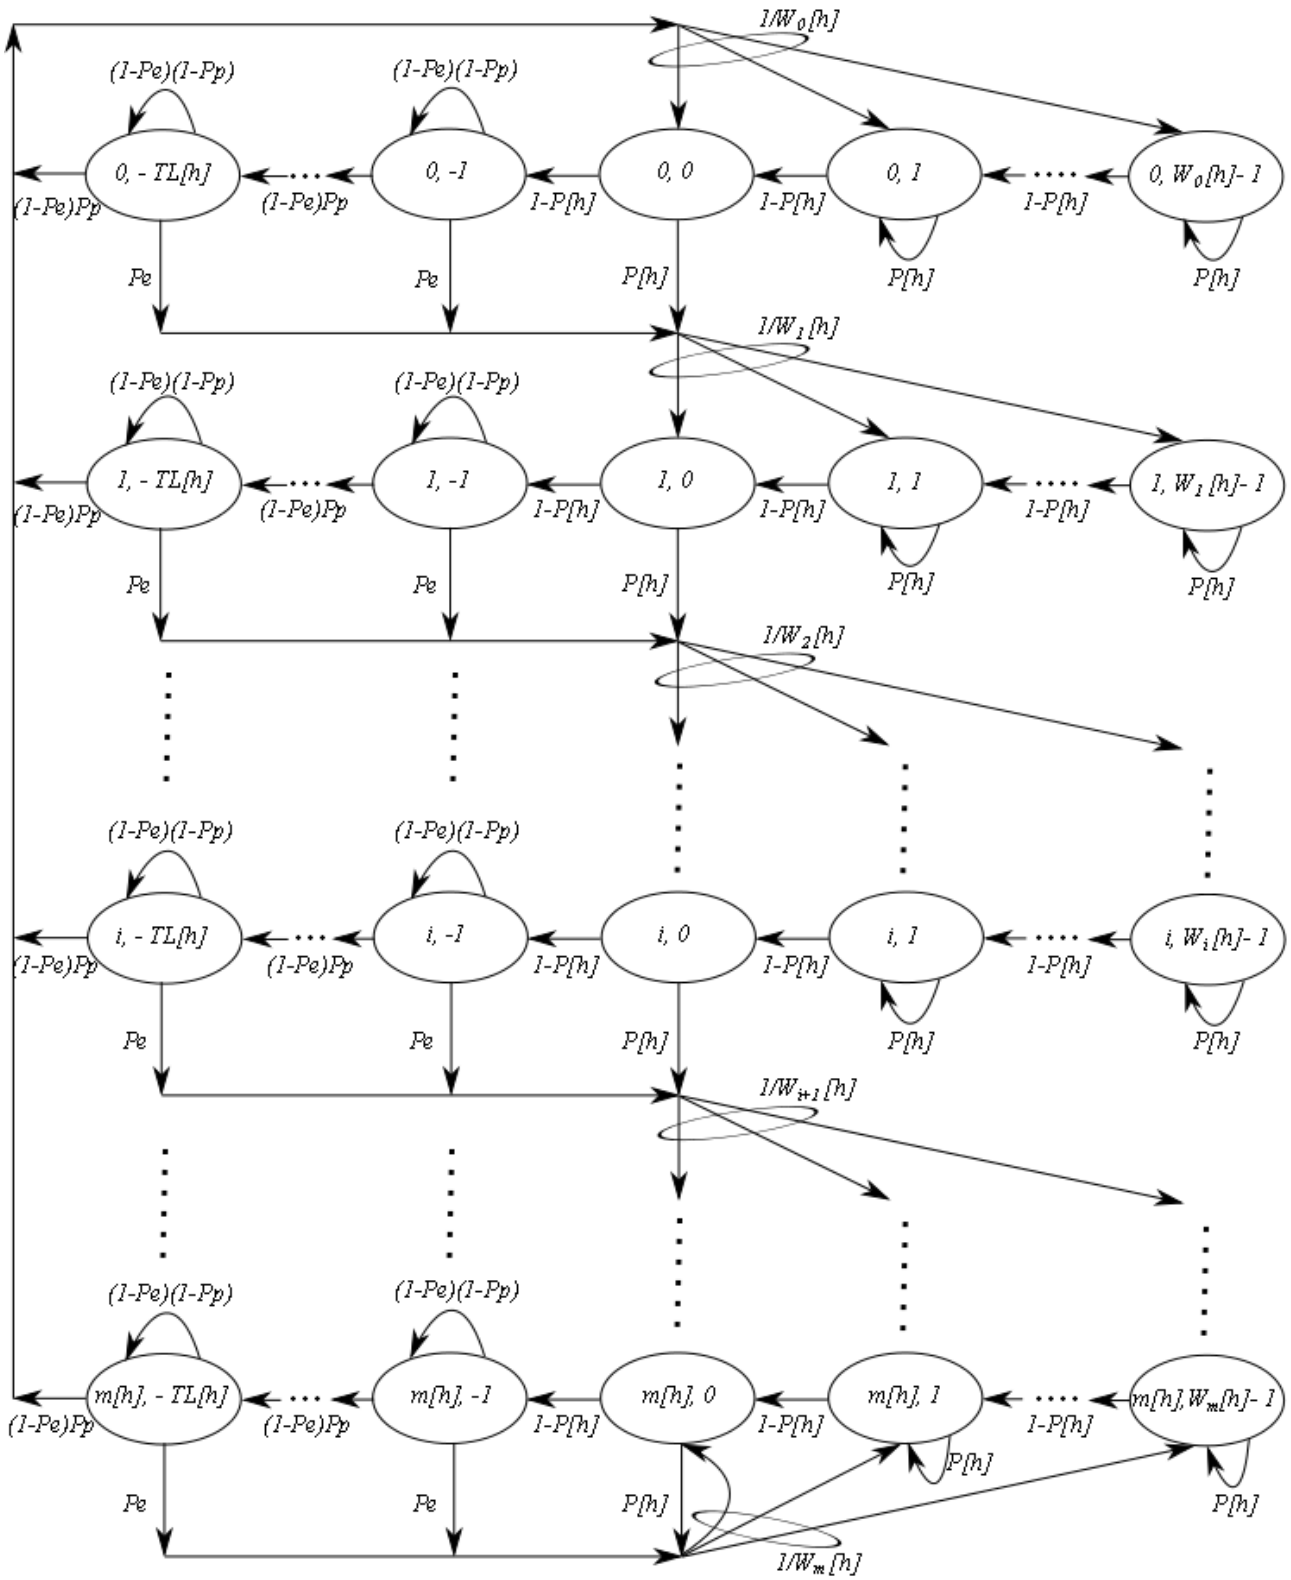 1/W₀[h]
(1-Pe)(1-Pp) (1-Pe)(1-Pp)
0, - TL[h] 0, -1 0, 0 0, 1 0, W₀[h]- 1
(1-Pe)Pp (1-Pe)Pp 1-P[h] 1-P[h] 1-P[h]
Pe Pe P[h] P[h] P[h]
1/W₁[h]
(1-Pe)(1-Pp) (1-Pe)(1-Pp)
1, - TL[h] 1, -1 1, 0 1, 1 1, W₁[h]- 1
(1-Pe)Pp (1-Pe)Pp 1-P[h] 1-P[h] 1-P[h]
Pe Pe P[h] P[h] P[h]
1/W₂[h]
(1-Pe)(1-Pp) (1-Pe)(1-Pp)
i, - TL[h] i, -1 i, 0 i, 1 i, Wᵢ[h]- 1
(1-Pe)Pp (1-Pe)Pp 1-P[h] 1-P[h] 1-P[h]
Pe Pe P[h] P[h] P[h]
1/Wᵢ₊₁[h]
(1-Pe)(1-Pp) (1-Pe)(1-Pp)
m[h], - TL[h] m[h], -1 m[h], 0 m[h], 1 m[h],Wₘ[h]- 1
(1-Pe)Pp (1-Pe)Pp 1-P[h] 1-P[h] 1-P[h]
P[h]
Pe Pe P[h] P[h]
1/Wₘ[h]